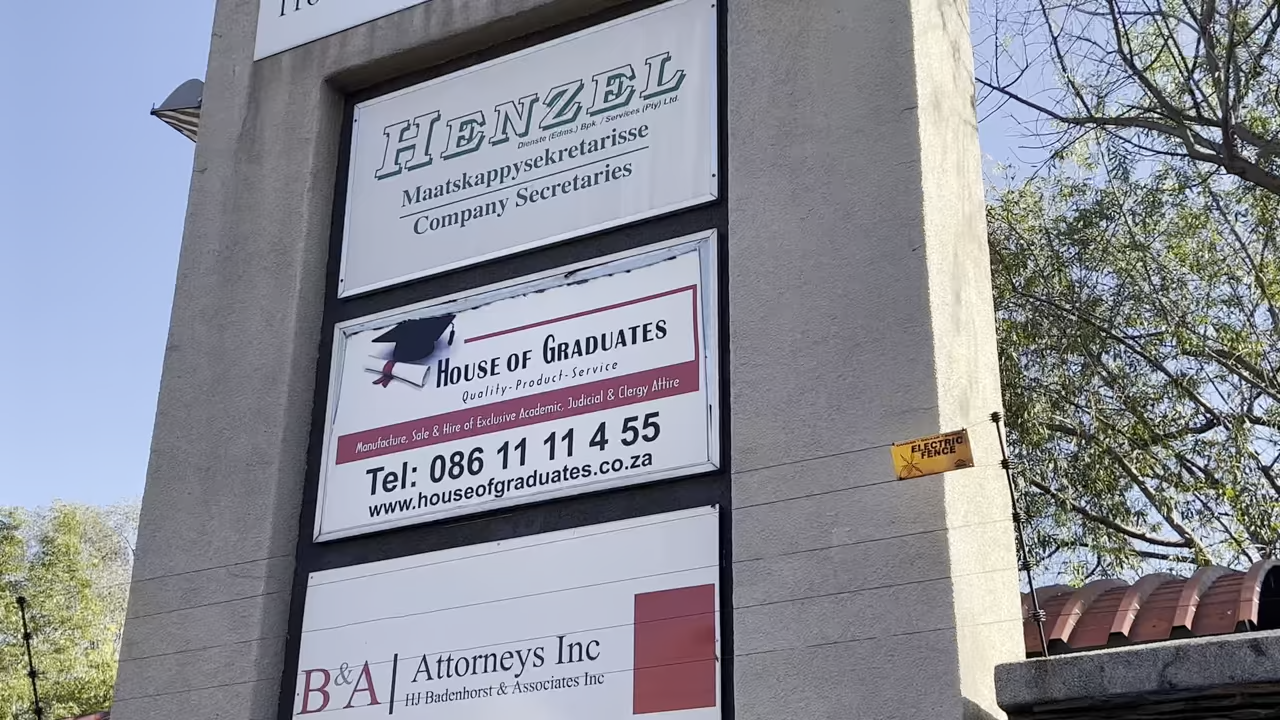 HENZEL
Dienste (Edms.) Bpk. / Services (Pty) Ltd.
Maatskappysekretarisse
Company Secretaries
HOUSE OF GRADUATES
Quality-Product-Service
Manufacture, Sale & Hire of Exclusive Academic, Judicial & Clergy Attire
Tel: 086 11 11 4 55
www.houseofgraduates.co.za
ELECTRIC
FENCE
B&A Attorneys Inc
HJ Badenhorst & Associates Inc